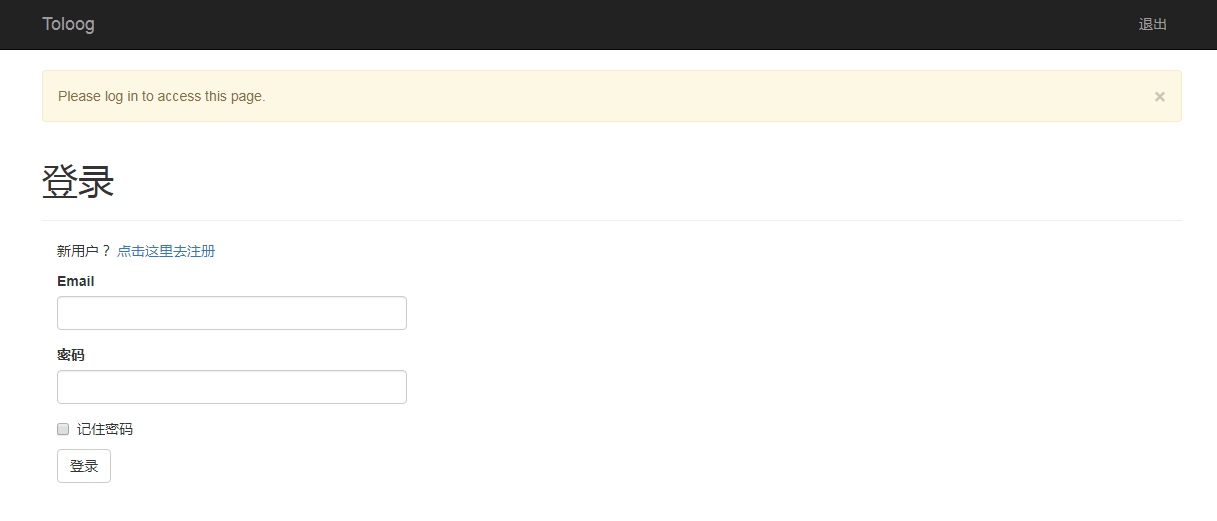 Toloog 退出
Please log in to access this page. ×
登录
新用户？ 点击这里去注册
Email
密码
记住密码
登录